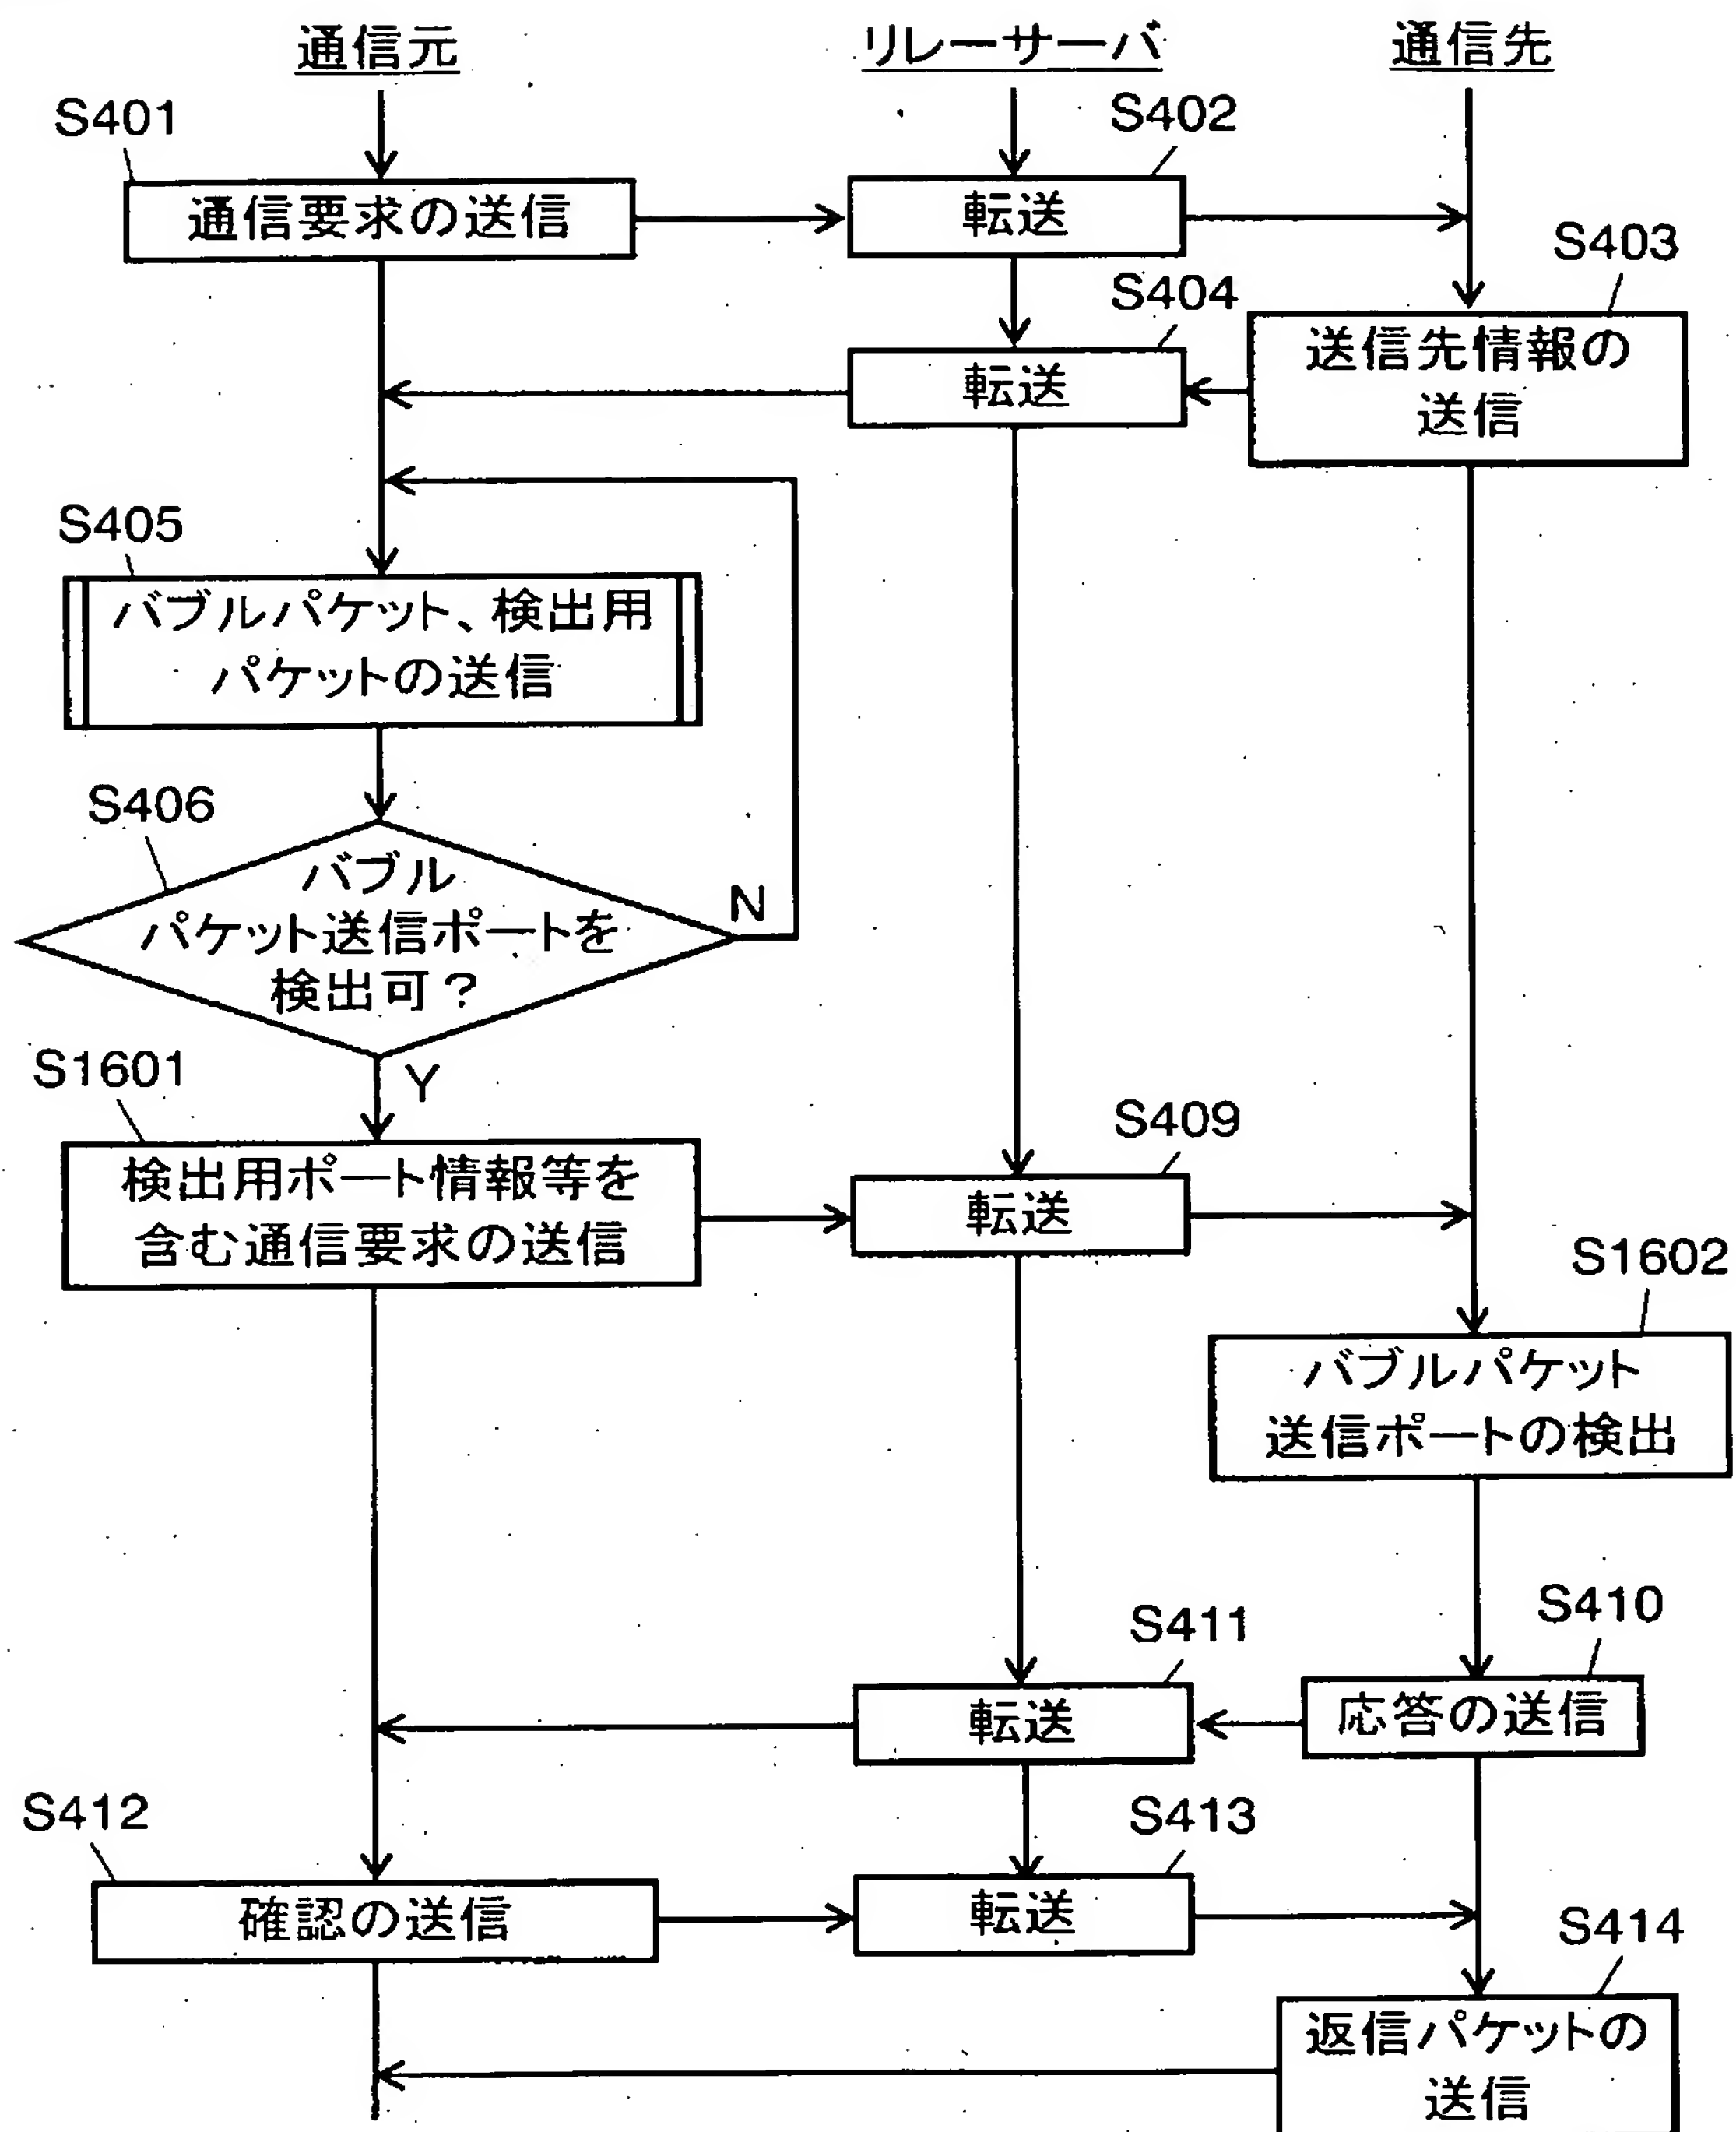 通信元
リレーサーバ
通信先
S401
S402
通信要求の送信
転送
S403
S404
送信先情報の
送信
転送
S405
バブルパケット、検出用
パケットの送信
S406
バブル
パケット送信ポートを
検出可?
N
Y
S1601
検出用ポート情報等を
含む通信要求の送信
S409
転送
S1602
バブルパケット
送信ポートの検出
S410
S411
応答の送信
転送
S412
S413
確認の送信
転送
S414
返信パケットの
送信